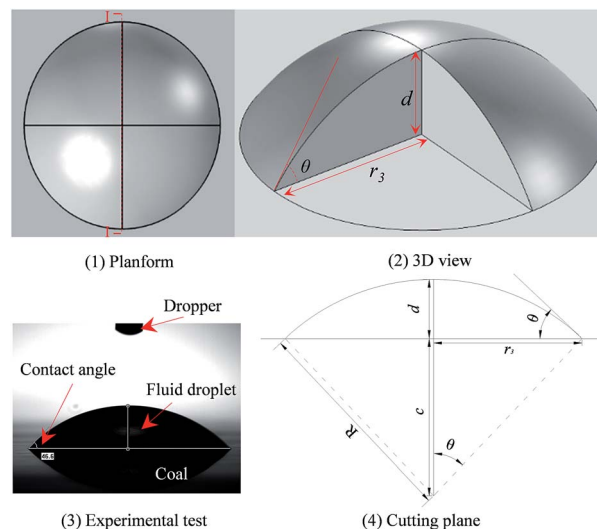 I
I
(1) Planform
d
θ
r3
(2) 3D view
Dropper
Contact angle
Fluid droplet
45.6
Coal
(3) Experimental test
d
θ
r3
c
R
θ
(4) Cutting plane